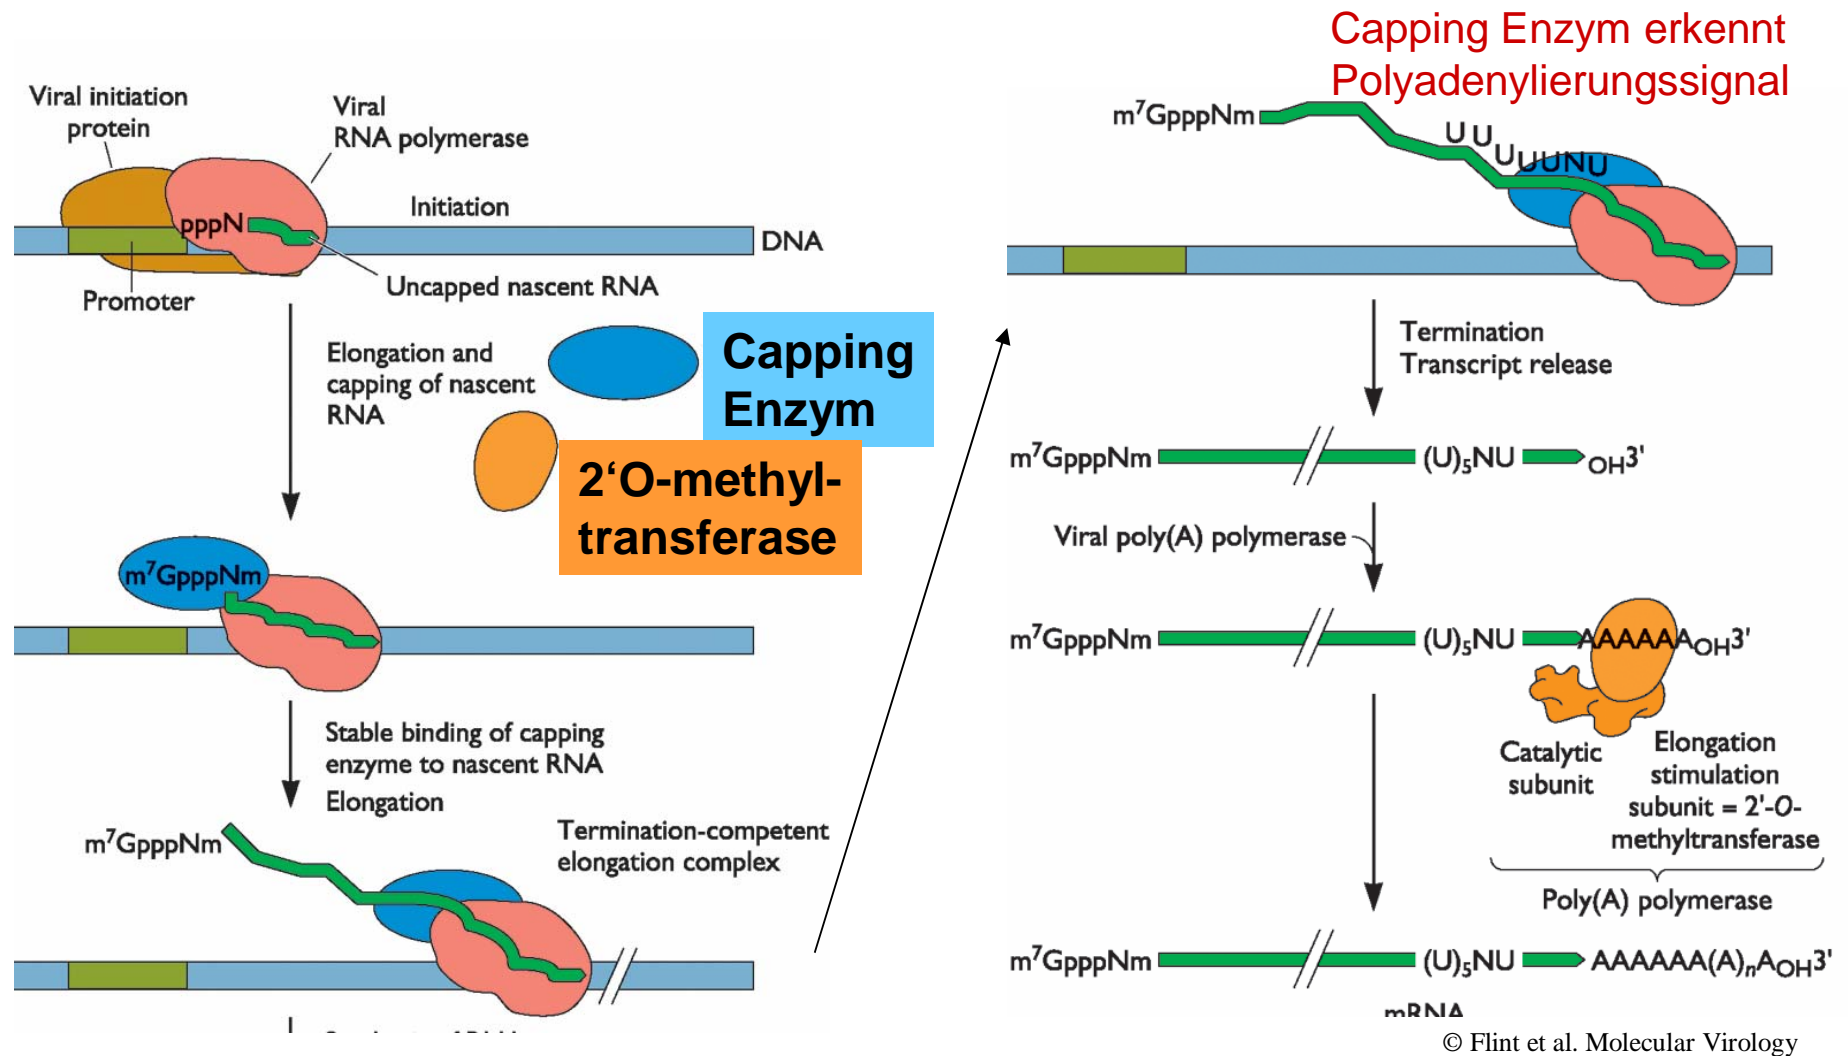 Viral initiation
protein
Viral
RNA polymerase
pppN
Initiation
DNA
Promoter
Uncapped nascent RNA
Elongation and
capping of nascent
RNA
Capping
Enzym
2‘O-methyl-
transferase
m⁷GpppNm
Stable binding of capping
enzyme to nascent RNA
Elongation
m⁷GpppNm
Termination-competent
elongation complex
Capping Enzym erkennt
Polyadenylierungssignal
m⁷GpppNm
UUUUUNU
Termination
Transcript release
m⁷GpppNm (U)₅NU OH3'
Viral poly(A) polymerase
m⁷GpppNm (U)₅NU AAAAAAOH3'
Catalytic
subunit
Elongation
stimulation
subunit = 2'-O-
methyltransferase
Poly(A) polymerase
m⁷GpppNm (U)₅NU AAAAAA(A)ₙAOH3'
mRNA
© Flint et al. Molecular Virology